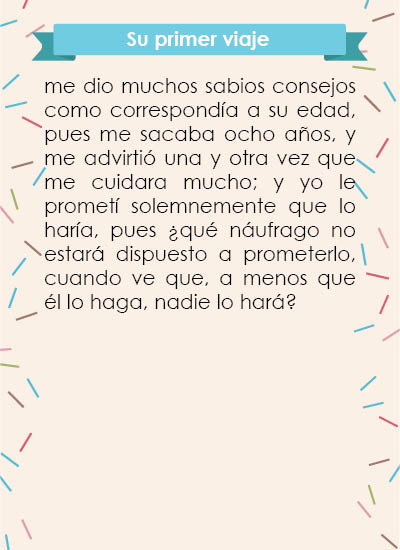 Su primer viaje
me dio muchos sabios consejos
como correspondía a su edad,
pues me sacaba ocho años, y
me advirtió una y otra vez que
me cuidara mucho; y yo le
prometí solemnemente que lo
haría, pues ¿qué náufrago no
estará dispuesto a prometerlo,
cuando ve que, a menos que
él lo haga, nadie lo hará?